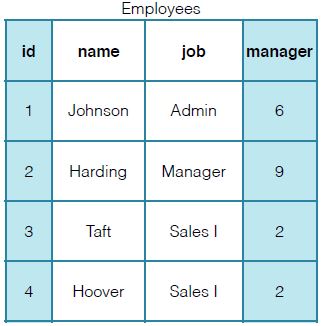 Employees
id name job manager
1 Johnson Admin 6
2 Harding Manager 9
3 Taft Sales I 2
4 Hoover Sales I 2